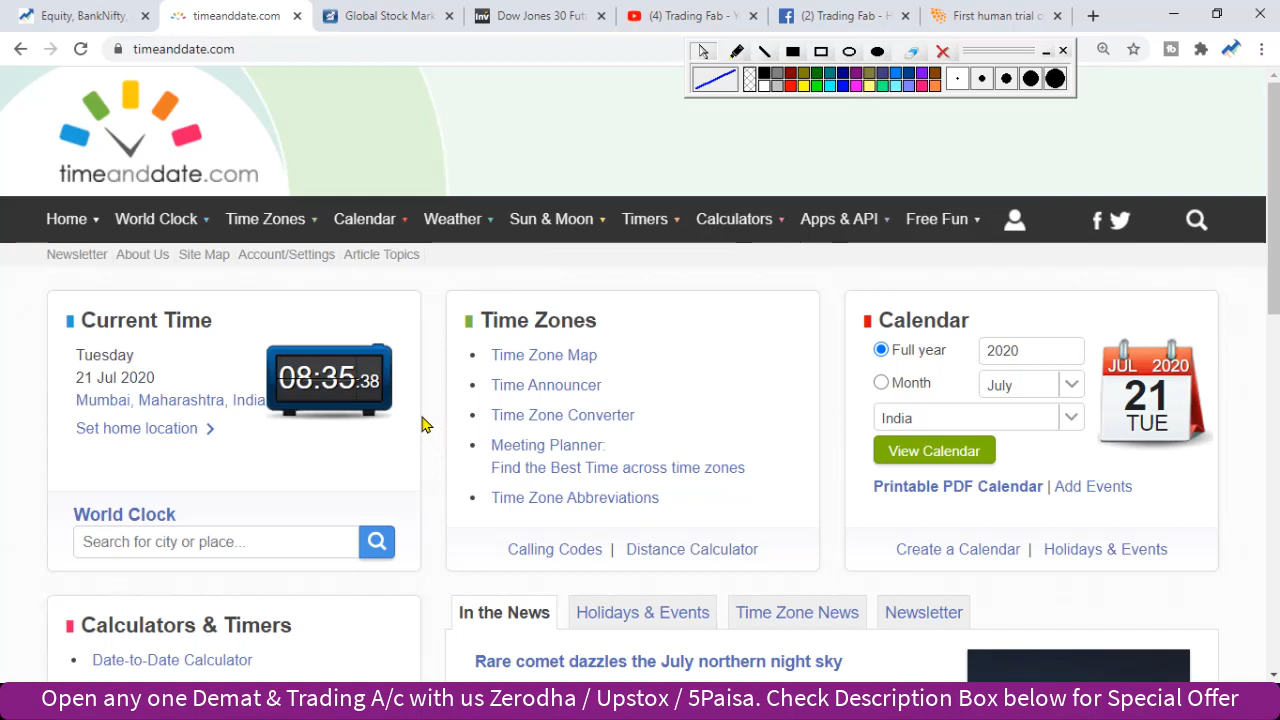 Equity, BankNifty,
timeanddate.com
Global Stock Mark
Dow Jones 30 Fut
(4) Trading Fab - Y
(2) Trading Fab - H
First human trial c
timeanddate.com
timeanddate.com
Home
World Clock
Time Zones
Calendar
Weather
Sun & Moon
Timers
Calculators
Apps & API
Free Fun
Newsletter
About Us
Site Map
Account/Settings
Article Topics
Current Time
Tuesday
21 Jul 2020
Mumbai, Maharashtra, India
Set home location
08:35:38
World Clock
Search for city or place...
Time Zones
Time Zone Map
Time Announcer
Time Zone Converter
Meeting Planner:
Find the Best Time across time zones
Time Zone Abbreviations
Calling Codes | Distance Calculator
Calendar
Full year
2020
Month
July
India
View Calendar
JUL 2020
21
TUE
Printable PDF Calendar | Add Events
Create a Calendar | Holidays & Events
Calculators & Timers
Date-to-Date Calculator
In the News
Holidays & Events
Time Zone News
Newsletter
Rare comet dazzles the July northern night sky
Open any one Demat & Trading A/c with us Zerodha / Upstox / 5Paisa. Check Description Box below for Special Offer